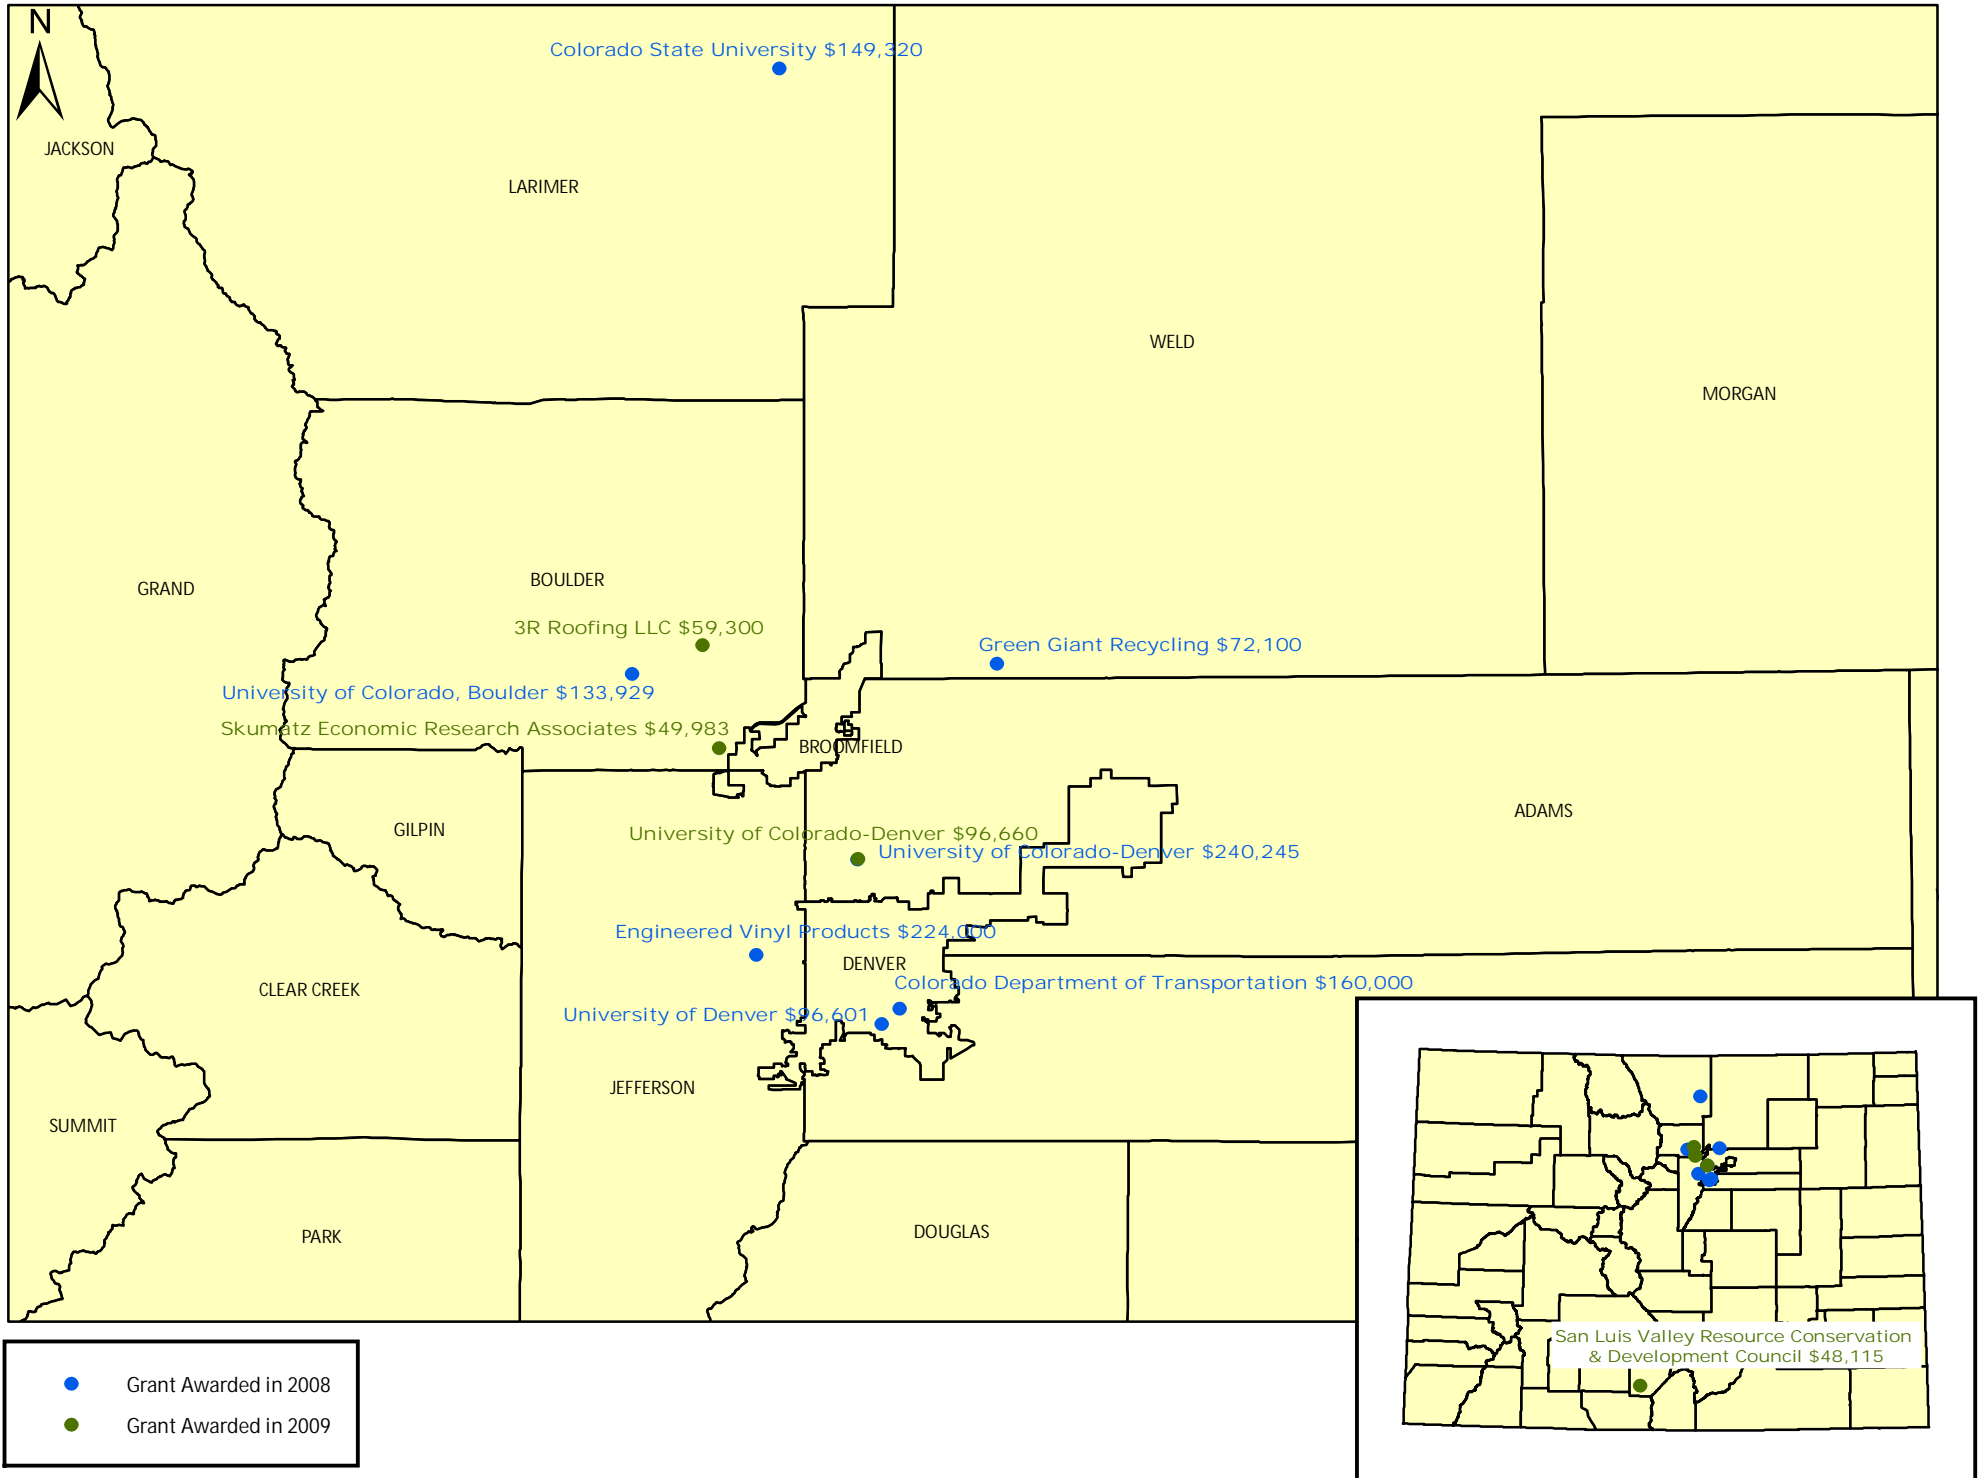 N
Colorado State University $149,320
JACKSON
LARIMER
WELD
MORGAN
GRAND
BOULDER
3R Roofing LLC $59,300
Green Giant Recycling $72,100
University of Colorado, Boulder $133,929
Skumatz Economic Research Associates $49,983
BROOMFIELD
ADAMS
GILPIN
University of Colorado-Denver $96,660
University of Colorado-Denver $240,245
Engineered Vinyl Products $224,000
DENVER
CLEAR CREEK
Colorado Department of Transportation $160,000
University of Denver $96,601
JEFFERSON
SUMMIT
PARK
DOUGLAS
San Luis Valley Resource Conservation
& Development Council $48,115
Grant Awarded in 2008
Grant Awarded in 2009